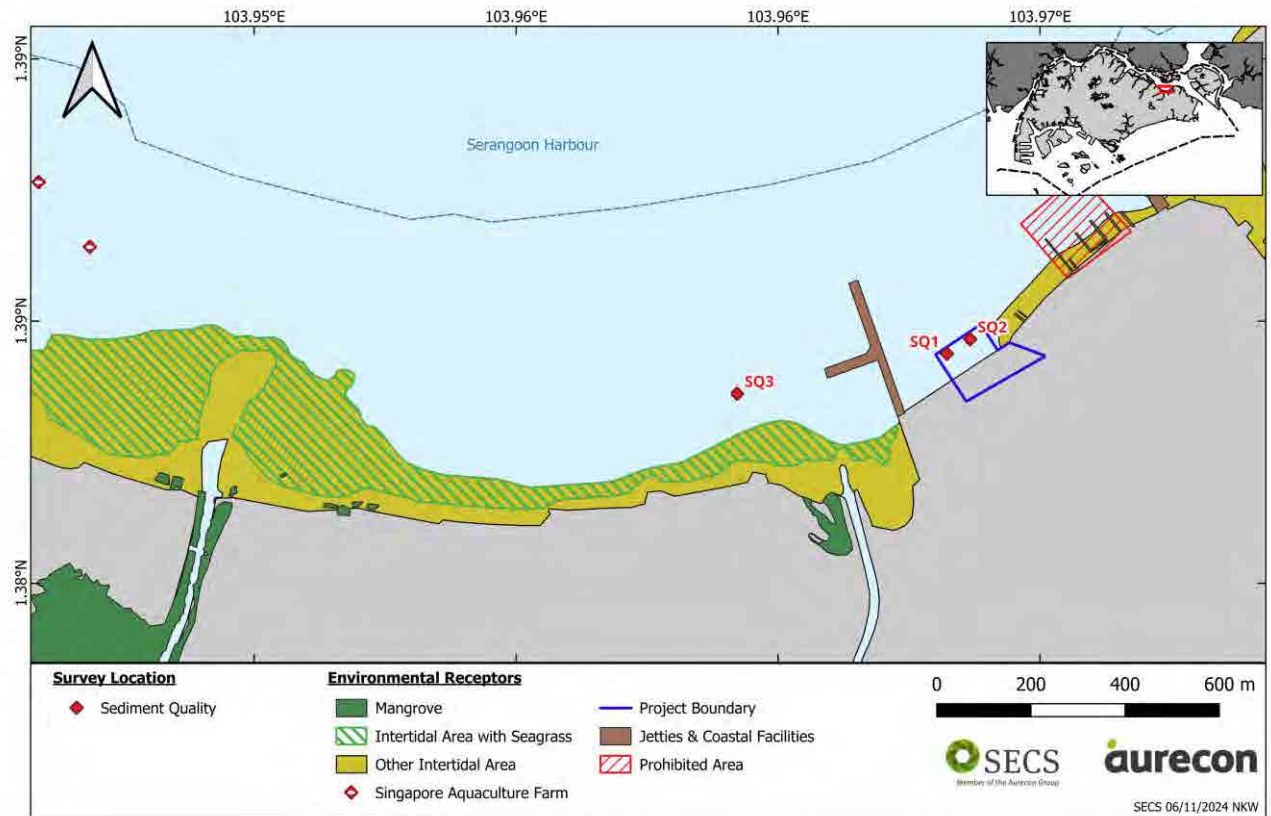 103.95°E
103.96°E
103.96°E
103.97°E
1.39°N
1.39°N
1.38°N
Serangoon Harbour
SQ1
SQ2
SQ3
Survey Location
Sediment Quality
Environmental Receptors
Mangrove
Intertidal Area with Seagrass
Other Intertidal Area
Singapore Aquaculture Farm
Project Boundary
Jetties & Coastal Facilities
Prohibited Area
0 200 400 600 m
SECS
Member of the Aurecon Group
aurecon
SECS 06/11/2024 NKW